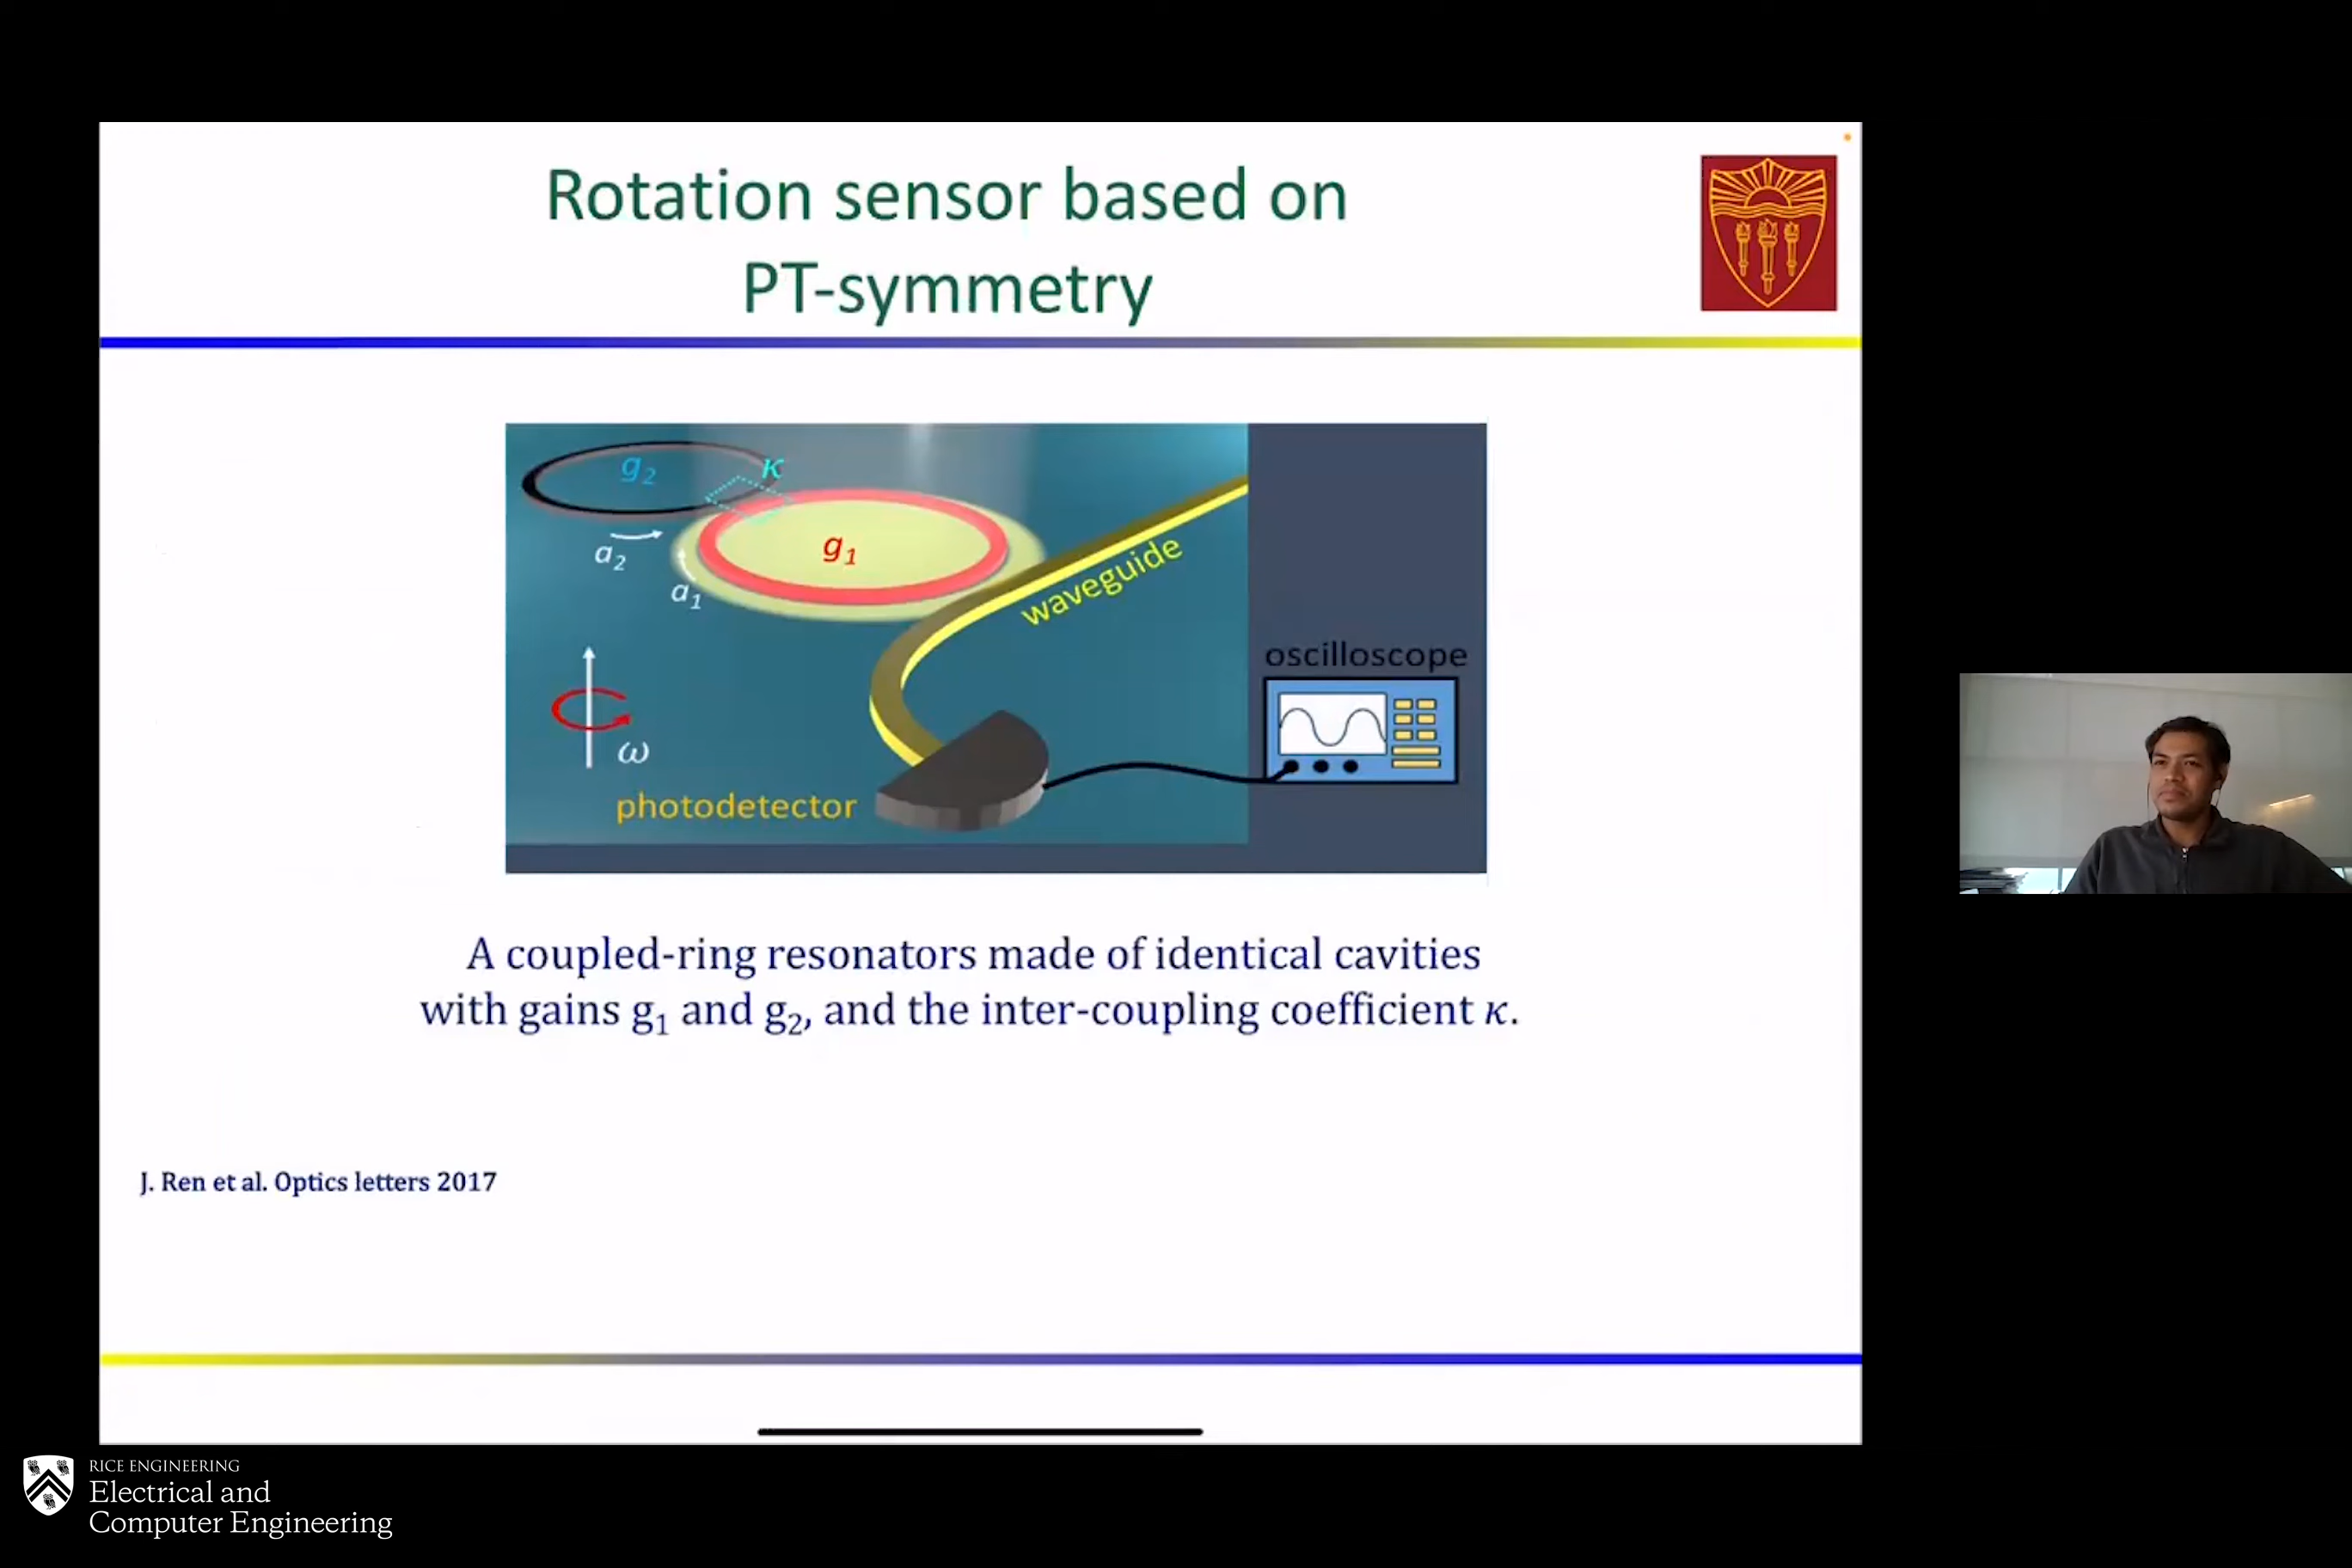 Rotation sensor based on
PT-symmetry
g2
κ
g1
a2
a1
waveguide
oscilloscope
ω
photodetector
A coupled-ring resonators made of identical cavities
with gains g1 and g2, and the inter-coupling coefficient κ.
J. Ren et al. Optics letters 2017
RICE ENGINEERING
Electrical and
Computer Engineering